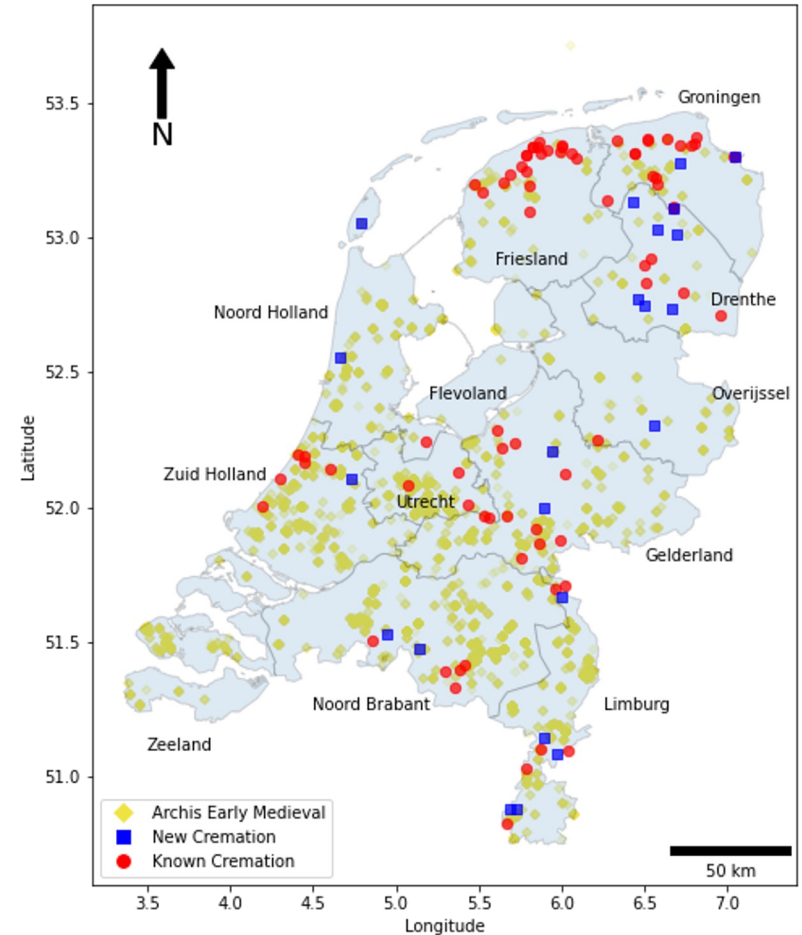 Groningen
53.5
N
53.0
Friesland
Noord Holland
Drenthe
52.5
Flevoland
Overijssel
Latitude
Zuid Holland
52.0
Utrecht
Gelderland
51.5
Noord Brabant
Limburg
Zeeland
51.0
Archis Early Medieval
New Cremation
Known Cremation
50 km
3.5 4.0 4.5 5.0 5.5 6.0 6.5 7.0
Longitude